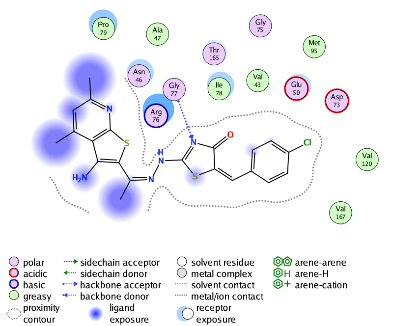 Pro
79
Ala
47
Gly
75
Thr
165
Met
95
Asn
46
Gly
77
Ile
78
Val
43
Glu
50
Asp
73
Arg
76
N
S
H2N
N
H
N
N
O
S
Cl
Val
120
Val
167
polar
acidic
basic
greasy
proximity
contour
sidechain acceptor
sidechain donor
backbone acceptor
backbone donor
ligand
exposure
solvent residue
metal complex
solvent contact
metal/ion contact
receptor
exposure
arene-arene
H arene-H
+ arene-cation